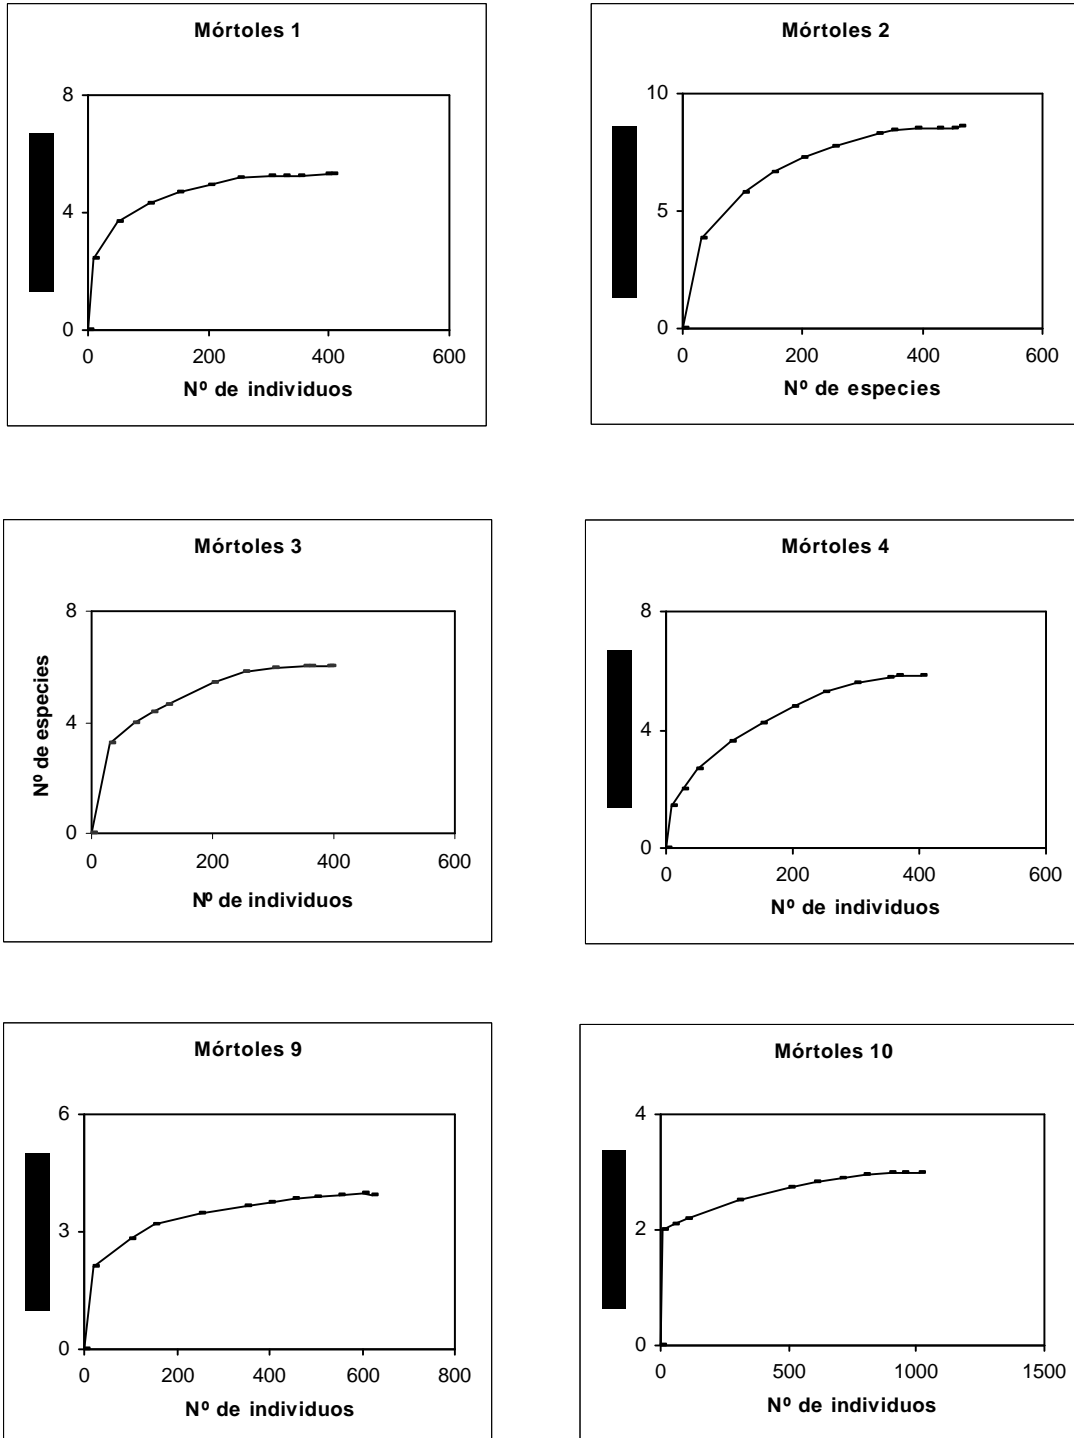 Mórtoles 1
8
4
0
0 200 400 600
Nº de individuos
Mórtoles 2
10
5
0
0 200 400 600
Nº de especies
Mórtoles 3
Nº de especies
8
4
0
0 200 400 600
Nº de individuos
Mórtoles 4
8
4
0
0 200 400 600
Nº de individuos
Mórtoles 9
6
3
0
0 200 400 600 800
Nº de individuos
Mórtoles 10
4
2
0
0 500 1000 1500
Nº de individuos